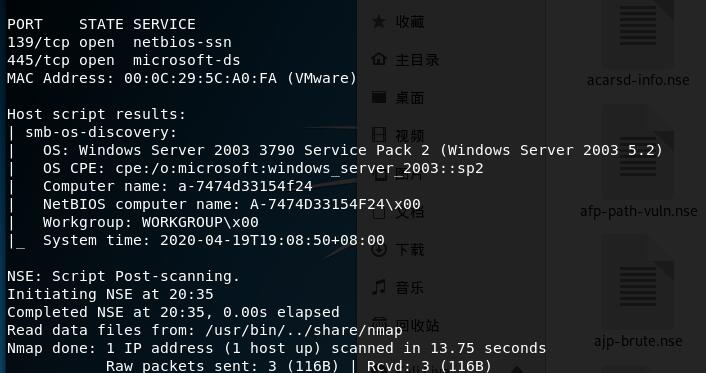 PORT    STATE SERVICE
139/tcp open  netbios-ssn
445/tcp open  microsoft-ds
MAC Address: 00:0C:29:5C:A0:FA (VMware)
Host script results:
| smb-os-discovery:
|   OS: Windows Server 2003 3790 Service Pack 2 (Windows Server 2003 5.2)
|   OS CPE: cpe:/o:microsoft:windows_server_2003::sp2
|   Computer name: a-7474d33154f24
|   NetBIOS computer name: A-7474D33154F24\x00
|   Workgroup: WORKGROUP\x00
|_  System time: 2020-04-19T19:08:50+08:00
NSE: Script Post-scanning.
Initiating NSE at 20:35
Completed NSE at 20:35, 0.00s elapsed
Read data files from: /usr/bin/../share/nmap
Nmap done: 1 IP address (1 host up) scanned in 13.75 seconds
Raw packets sent: 3 (116B) | Rcvd: 3 (116B)
收藏
主目录
桌面
视频
文档
下载
音乐
回收站
acarsd-info.nse
afp-path-vuln.nse
ajp-brute.nse